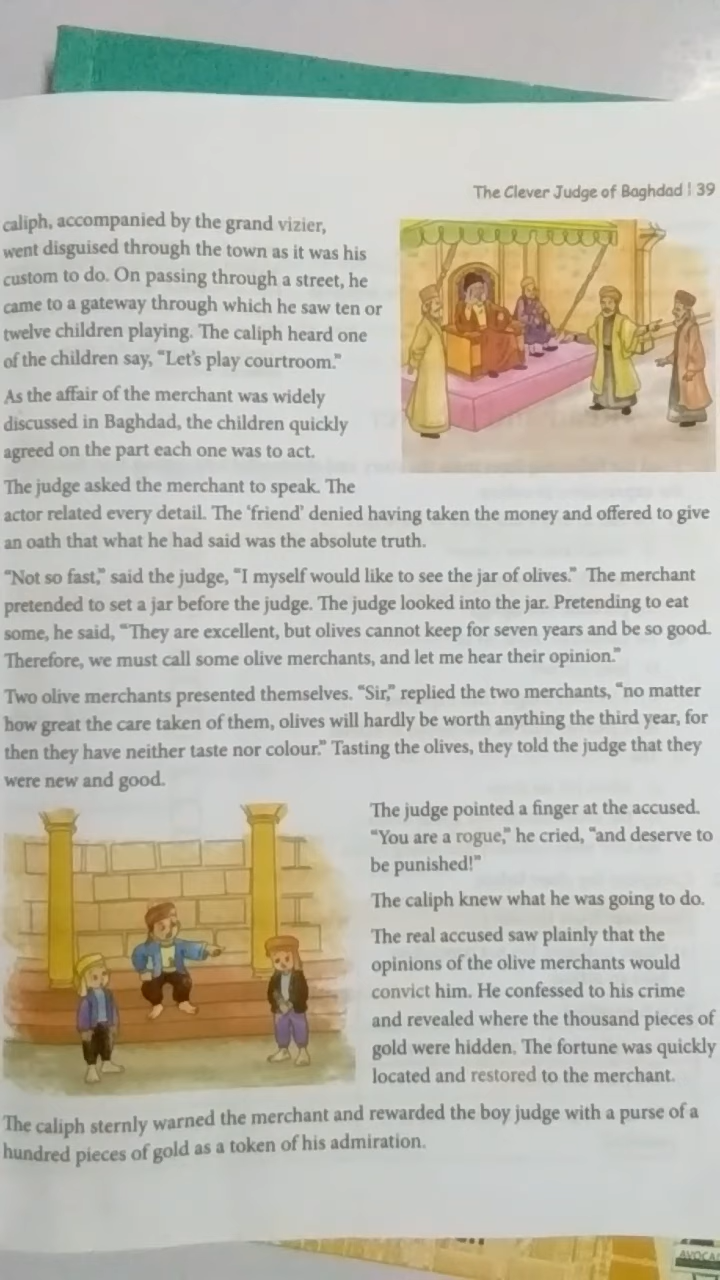 The Clever Judge of Baghdad | 39
caliph, accompanied by the grand vizier,
went disguised through the town as it was his
custom to do. On passing through a street, he
came to a gateway through which he saw ten or
twelve children playing. The caliph heard one
of the children say, “Let’s play courtroom.”
As the affair of the merchant was widely
discussed in Baghdad, the children quickly
agreed on the part each one was to act.
The judge asked the merchant to speak. The
actor related every detail. The ‘friend’ denied having taken the money and offered to give
an oath that what he had said was the absolute truth.
“Not so fast,” said the judge, “I myself would like to see the jar of olives.” The merchant
pretended to set a jar before the judge. The judge looked into the jar. Pretending to eat
some, he said, “They are excellent, but olives cannot keep for seven years and be so good.
Therefore, we must call some olive merchants, and let me hear their opinion.”
Two olive merchants presented themselves. “Sir,” replied the two merchants, “no matter
how great the care taken of them, olives will hardly be worth anything the third year, for
then they have neither taste nor colour.” Tasting the olives, they told the judge that they
were new and good.
The judge pointed a finger at the accused.
“You are a rogue,” he cried, “and deserve to
be punished!”
The caliph knew what he was going to do.
The real accused saw plainly that the
opinions of the olive merchants would
convict him. He confessed to his crime
and revealed where the thousand pieces of
gold were hidden. The fortune was quickly
located and restored to the merchant.
The caliph sternly warned the merchant and rewarded the boy judge with a purse of a
hundred pieces of gold as a token of his admiration.